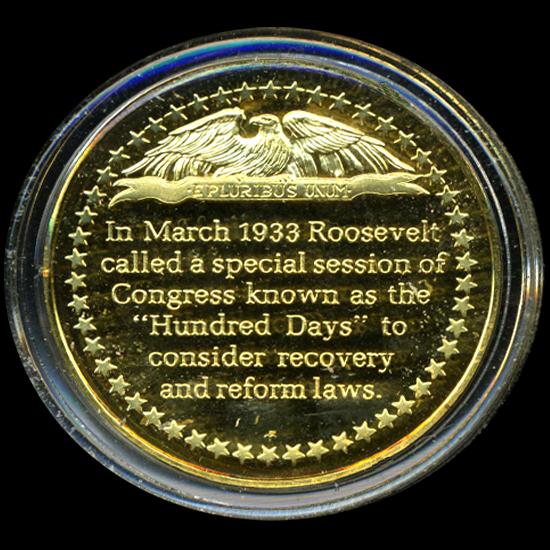 E PLURIBUS UNUM
In March 1933 Roosevelt
called a special session of
Congress known as the
"Hundred Days" to
consider recovery
and reform laws.